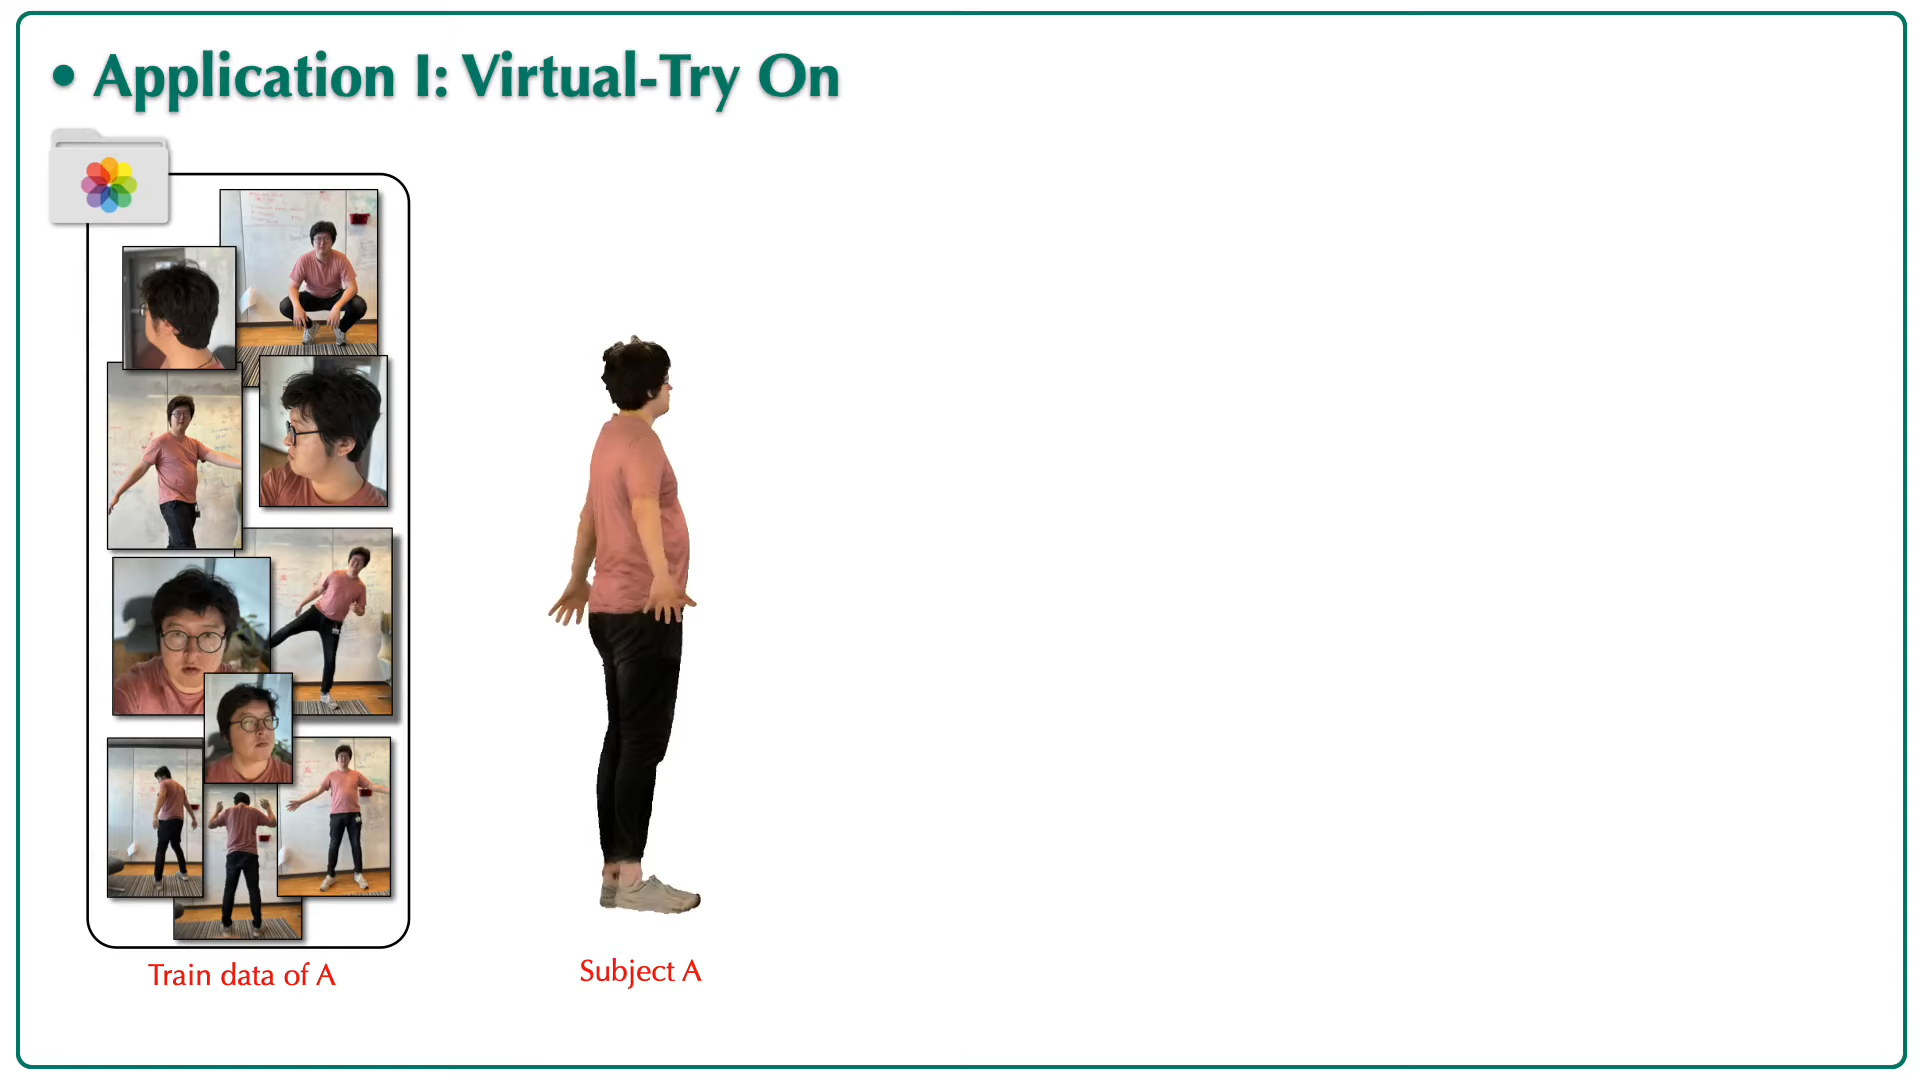 • Application I: Virtual-Try On
Train data of A
Subject A